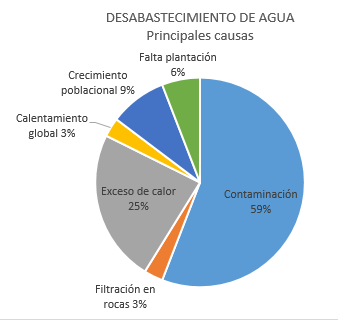 DESABASTECIMIENTO DE AGUA
Principales causas
Falta plantación
6%
Crecimiento
poblacional 9%
Calentamiento
global 3%
Exceso de calor
25%
Contaminación
59%
Filtración en
rocas 3%